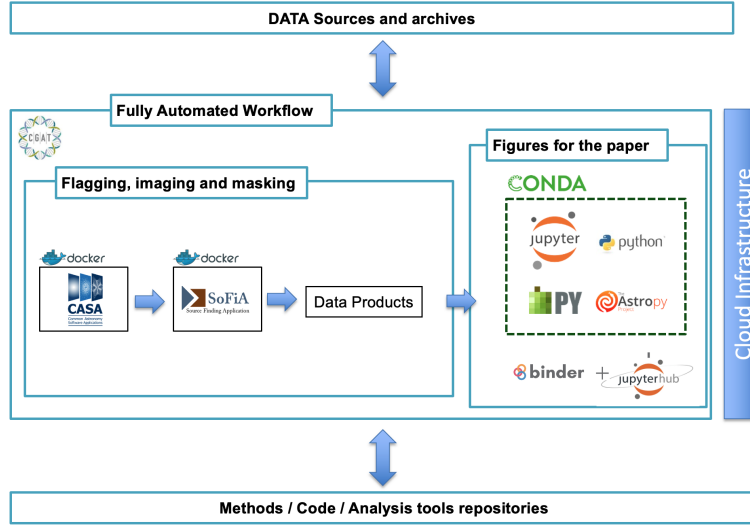 DATA Sources and archives
Fully Automated Workflow
CGAT
Figures for the paper
Flagging, imaging and masking
CONDA
docker
docker
jupyter
python
CASA
Common Astronomy
Software Applications
SoFiA
Source Finding Application
Data Products
PY
The
Astropy
Project
binder + jupyterhub
Cloud Infrastructure
Methods / Code / Analysis tools repositories